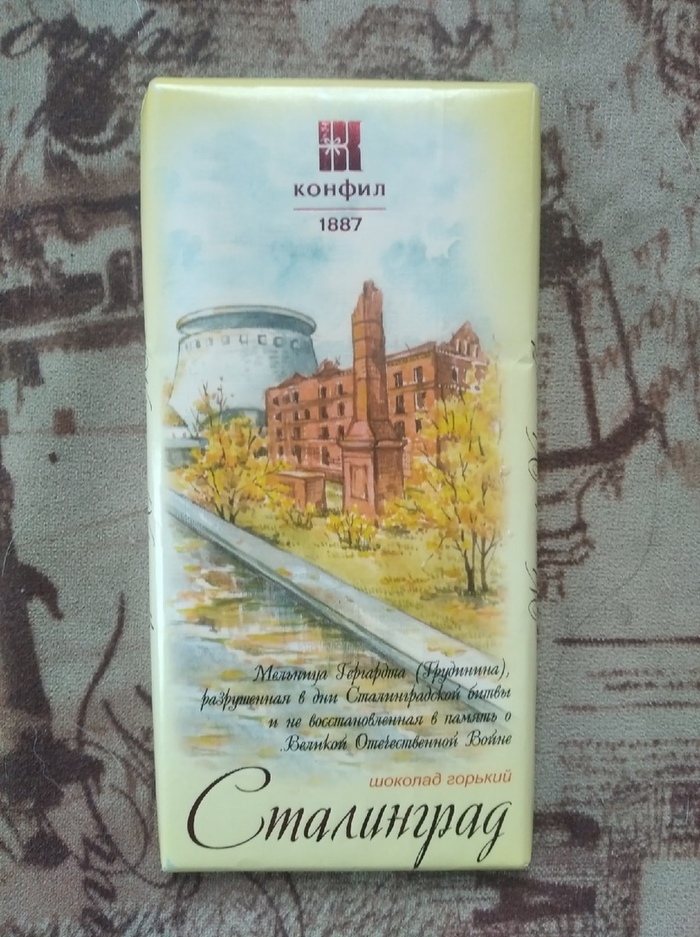 конфил
1887
Мельница Гергардта (Грудинина),
разрушенная в дни Сталинградской битвы
и не восстановленная в память о
Великой Отечественной Войне
шоколад горький
Сталинград